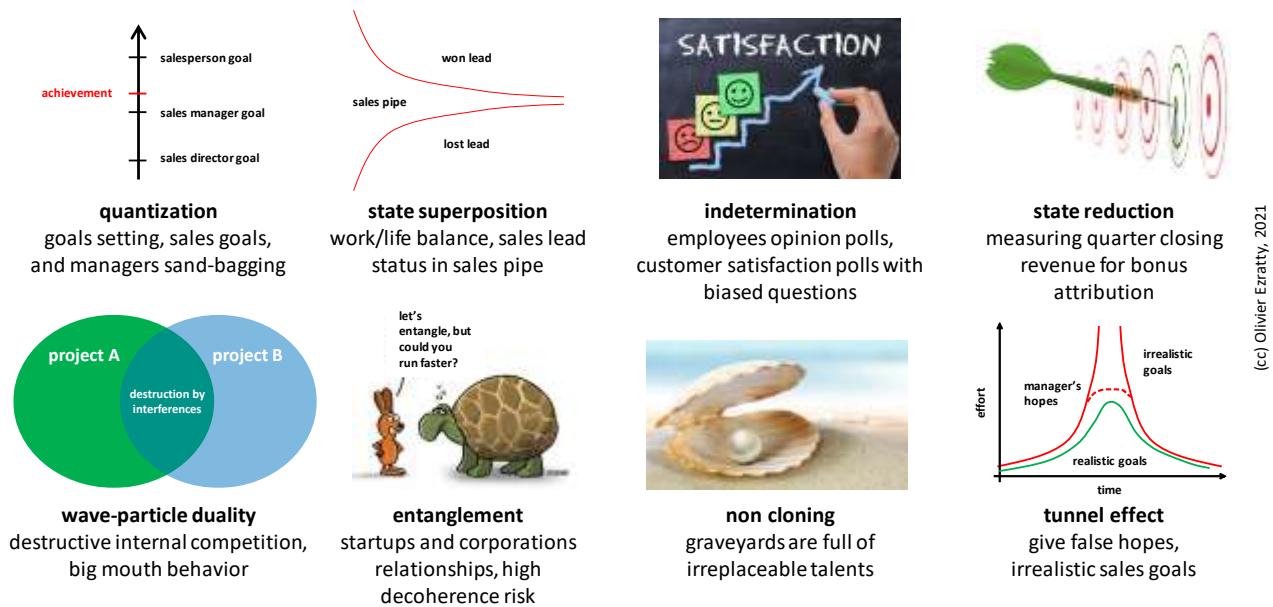 salesperson goal
achievement
sales manager goal
sales director goal
won lead
sales pipe
lost lead
SATISFACTION
quantization
goals setting, sales goals,
and managers sand-bagging
state superposition
work/life balance, sales lead
status in sales pipe
indetermination
employees opinion polls,
customer satisfaction polls with
biased questions
state reduction
measuring quarter closing
revenue for bonus
attribution
(cc) Olivier Ezratty, 2021
project A
project B
destruction by
interferences
let's
entangle, but
could you
run faster?
irrealistic
goals
manager's
hopes
effort
realistic goals
time
wave-particle duality
destructive internal competition,
big mouth behavior
entanglement
startups and corporations
relationships, high
decoherence risk
non cloning
graveyards are full of
irreplaceable talents
tunnel effect
give false hopes,
irrealistic sales goals